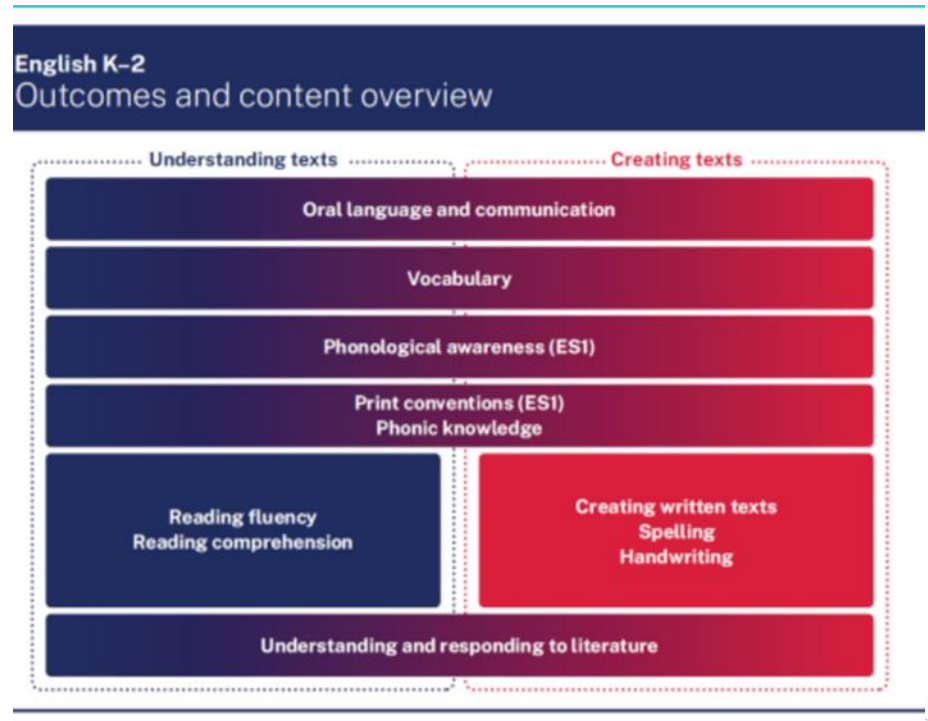 English K–2
Outcomes and content overview
Understanding texts
Creating texts
Oral language and communication
Vocabulary
Phonological awareness (ES1)
Print conventions (ES1)
Phonic knowledge
Reading fluency
Reading comprehension
Creating written texts
Spelling
Handwriting
Understanding and responding to literature